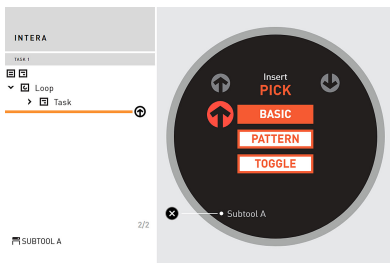 INTERA
TASK 1
Loop
Task
2/2
SUBTOOL A
Insert
PICK
BASIC
PATTERN
TOGGLE
Subtool A